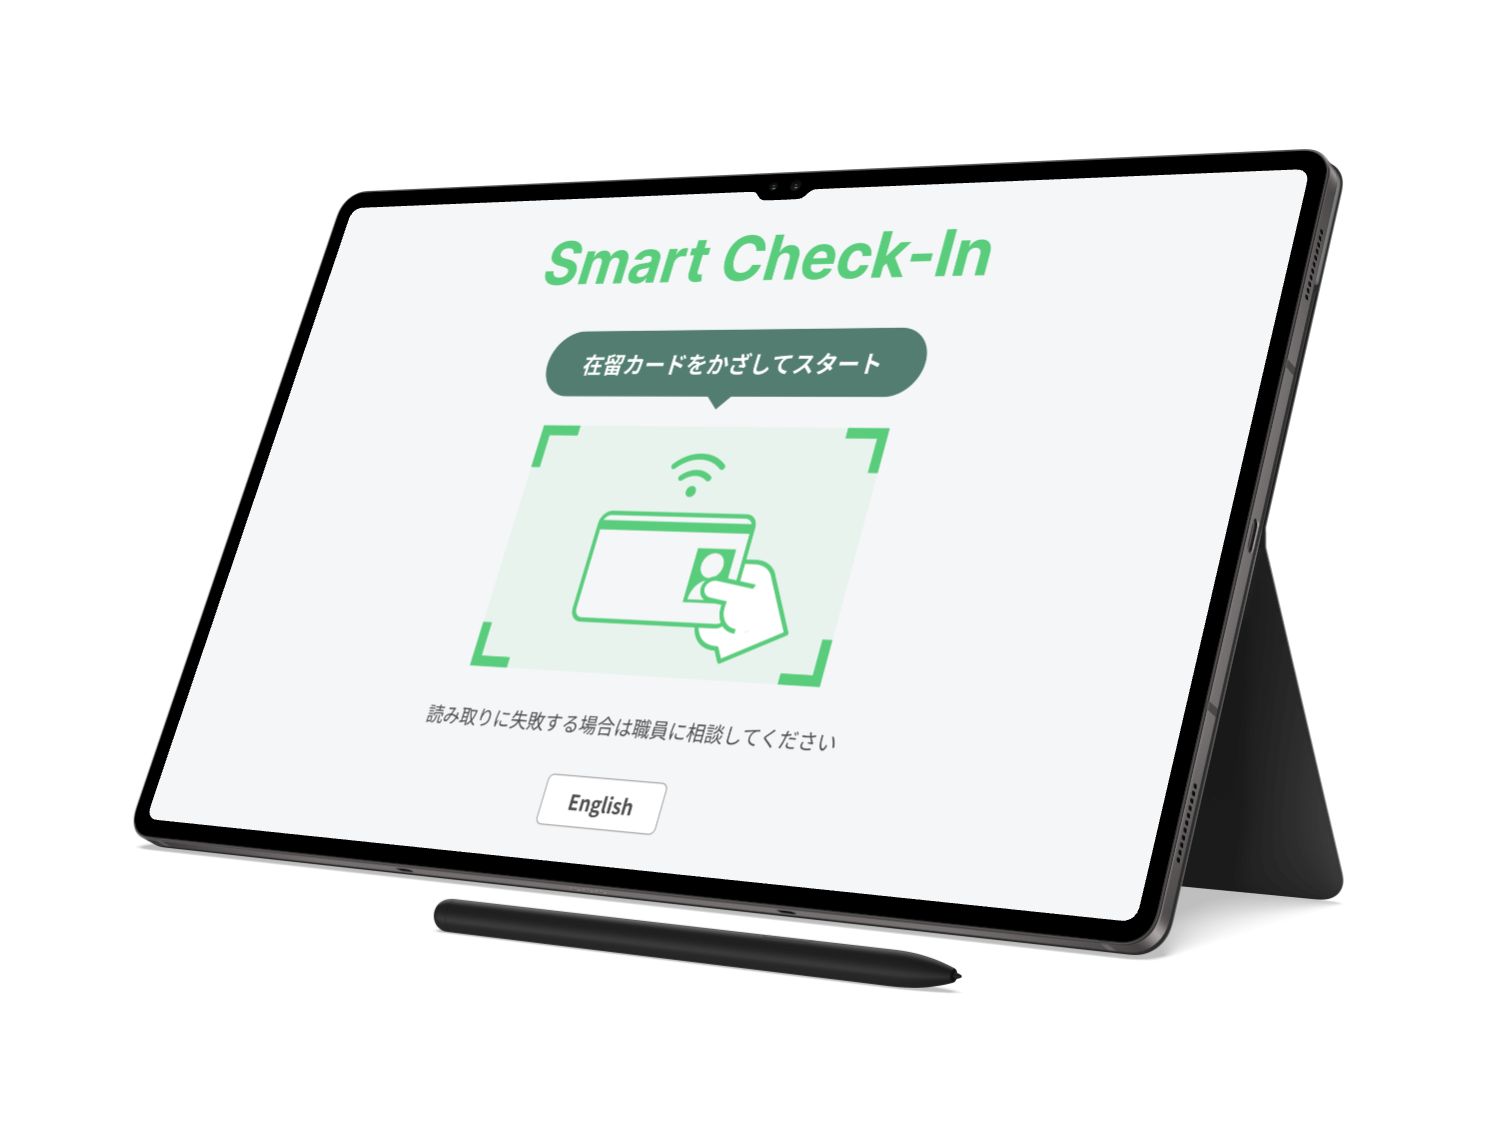 Smart Check-In
在留カードをかざしてスタート
読み取りに失敗する場合は職員に相談してください
English